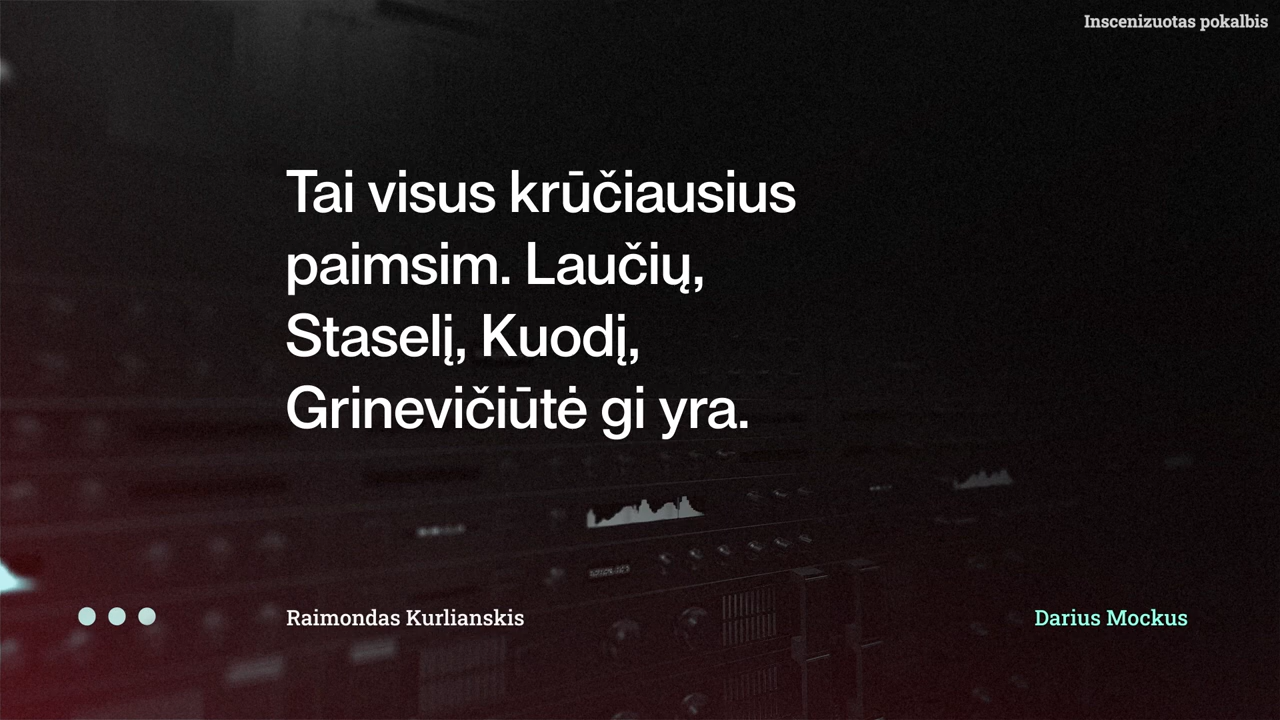 Inscenizuotas pokalbis
Tai visus krūčiausius
paimsim. Laučių,
Staselį, Kuodį,
Grinevičiūtė gi yra.
Raimondas Kurlianskis
Darius Mockus